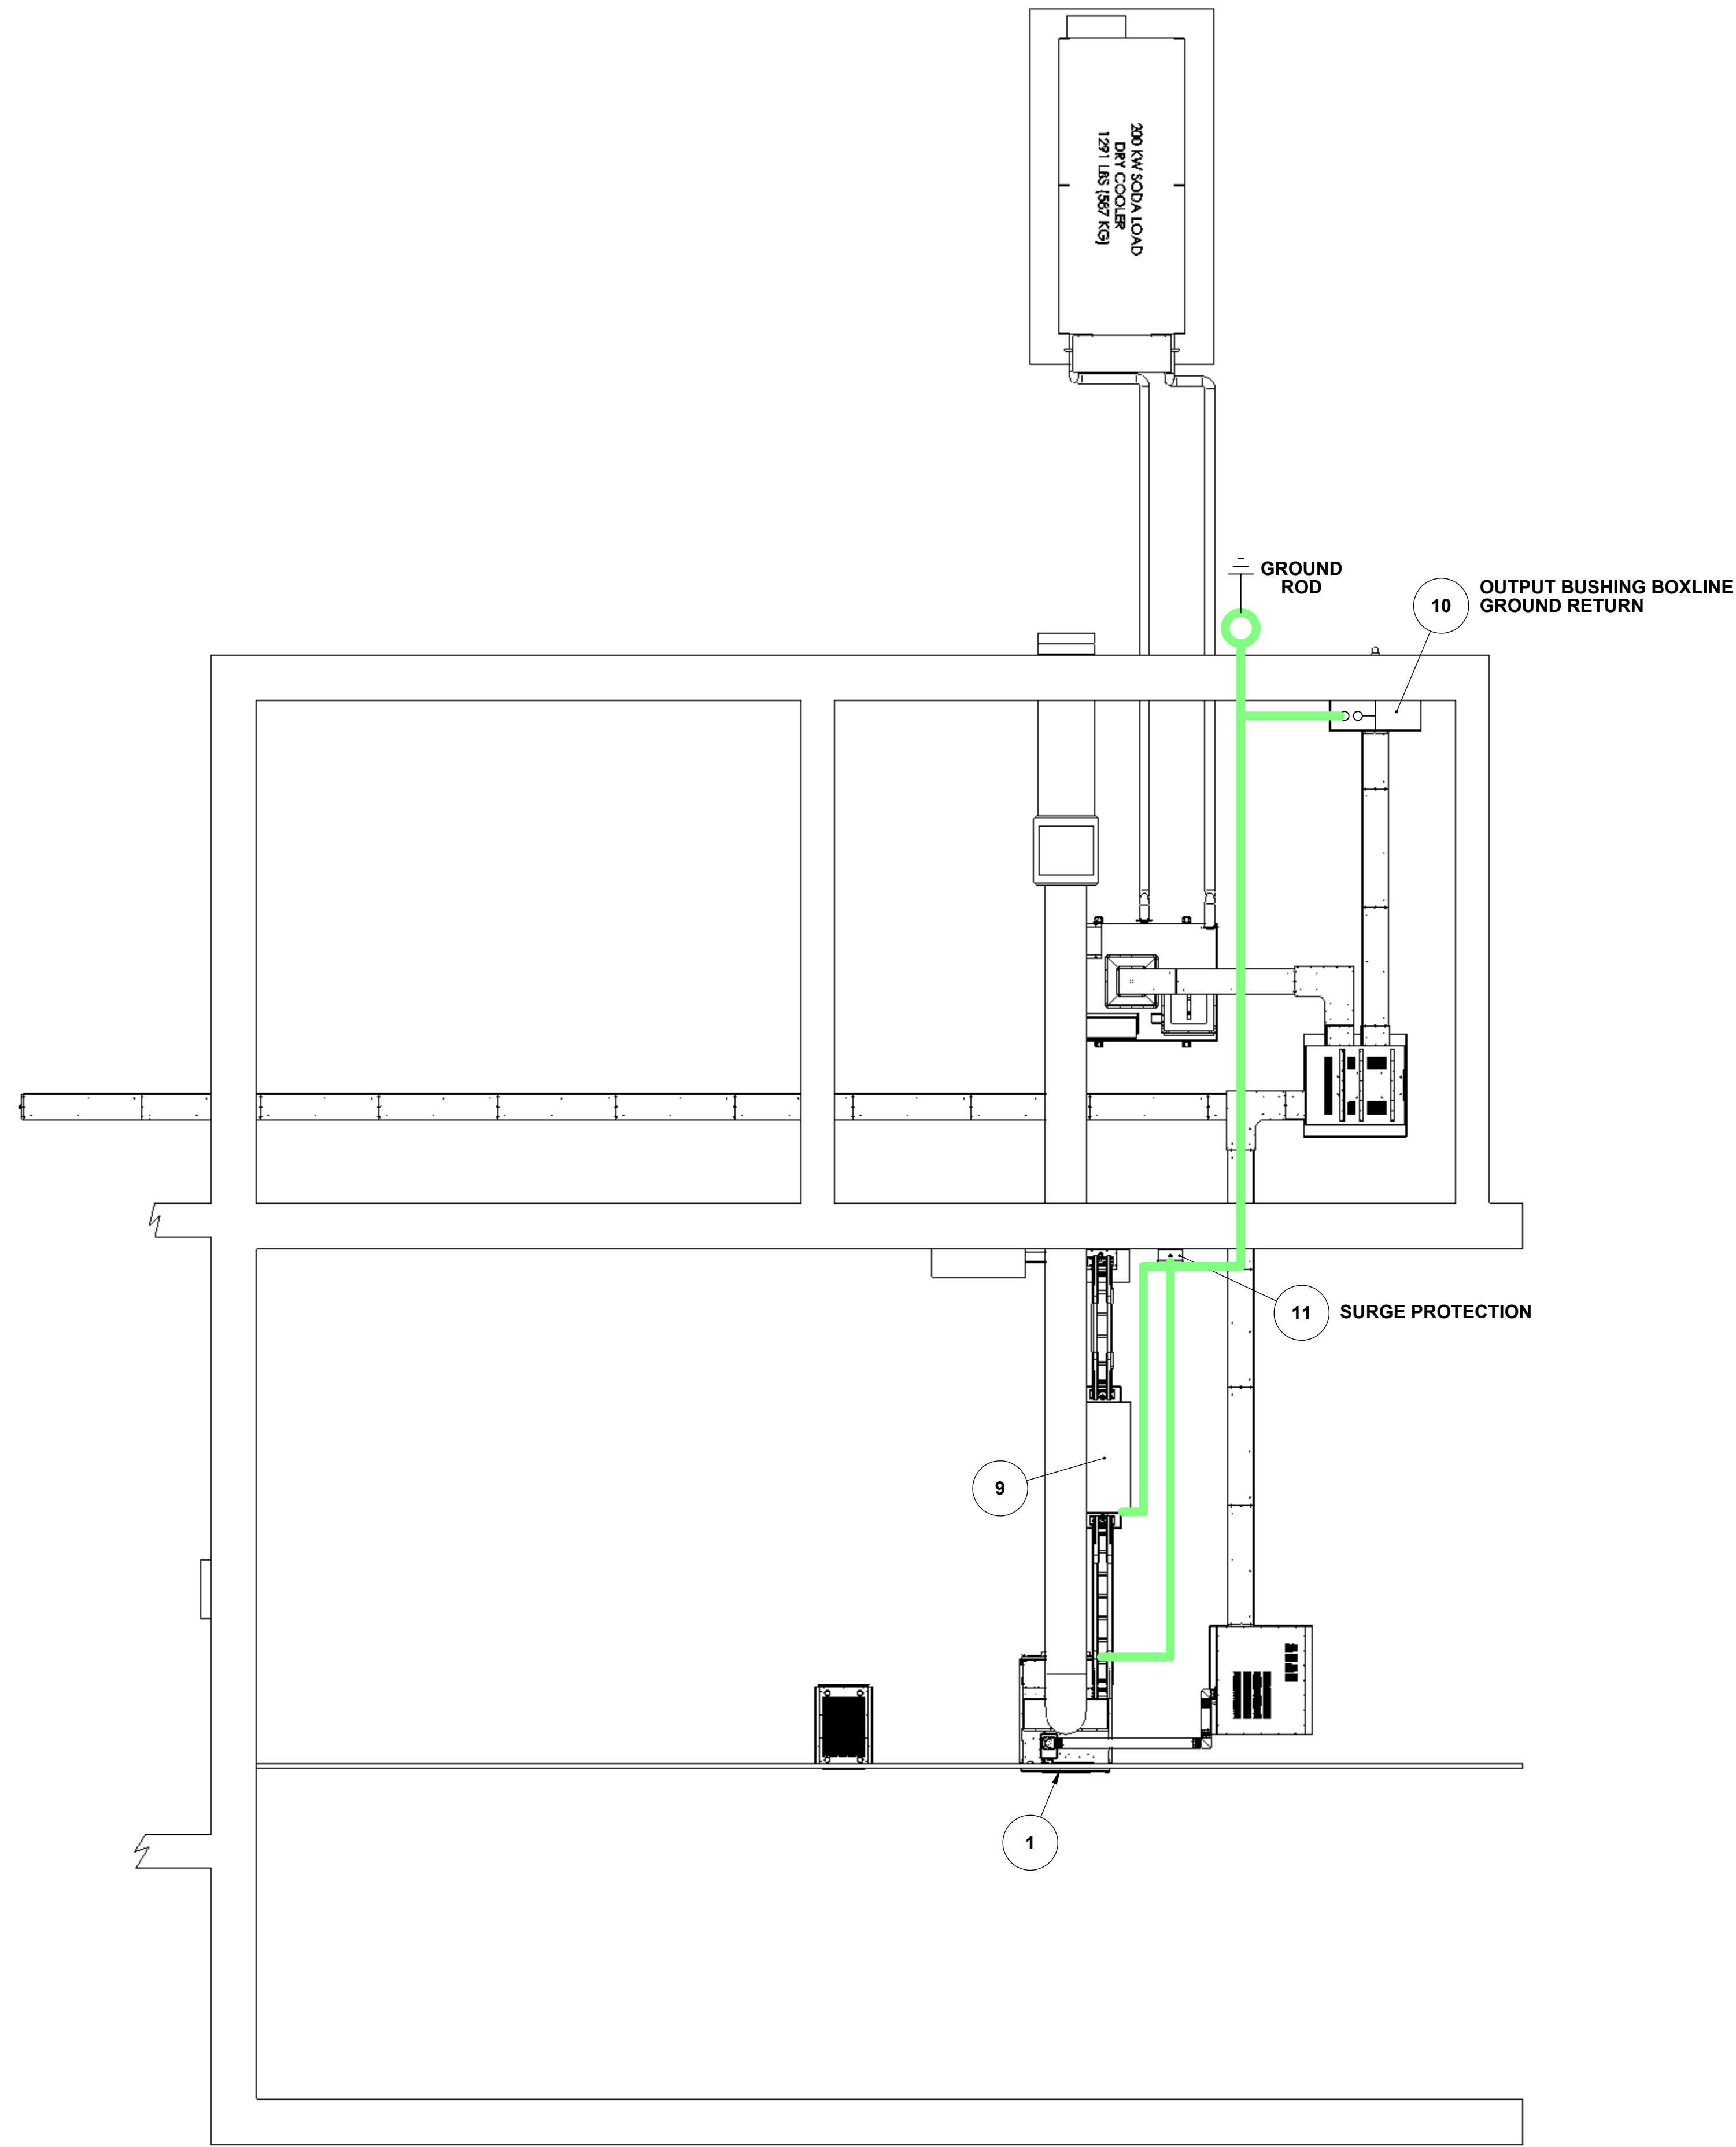 200 KW SODA LOAD
DRY COOLER
1291 LBS (587 KG)
GROUND
ROD
10
OUTPUT BUSHING BOXLINE
GROUND RETURN
11
SURGE PROTECTION
9
1